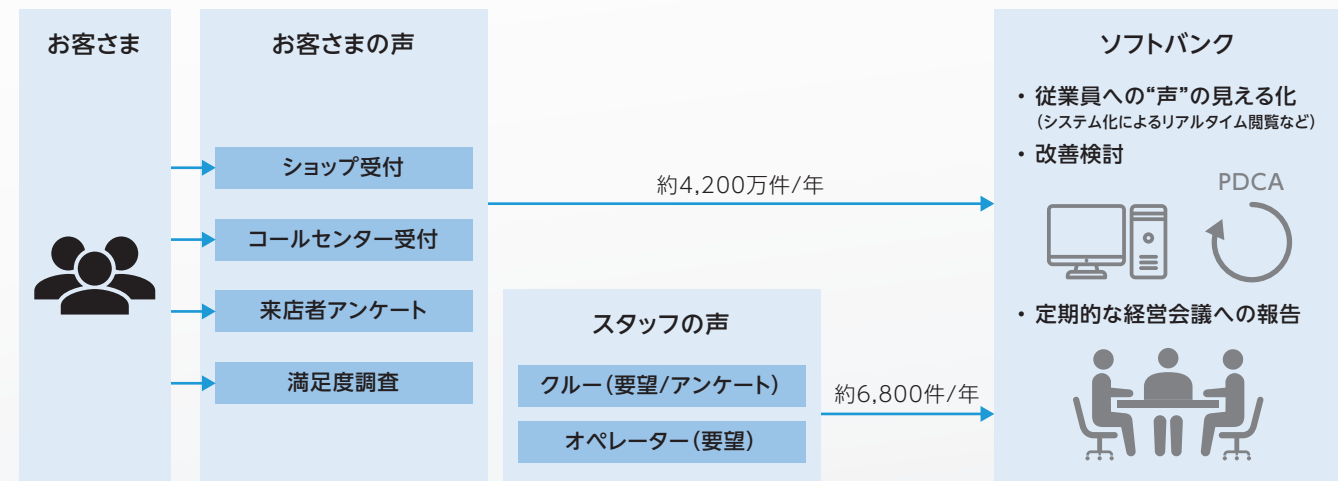 お客さま
お客さまの声
ショップ受付
コールセンター受付
来店者アンケート
満足度調査
約4,200万件/年
スタッフの声
クルー(要望/アンケート)
オペレーター(要望)
約6,800件/年
ソフトバンク
・従業員への“声”の見える化
(システム化によるリアルタイム閲覧など)
・改善検討
PDCA
・定期的な経営会議への報告